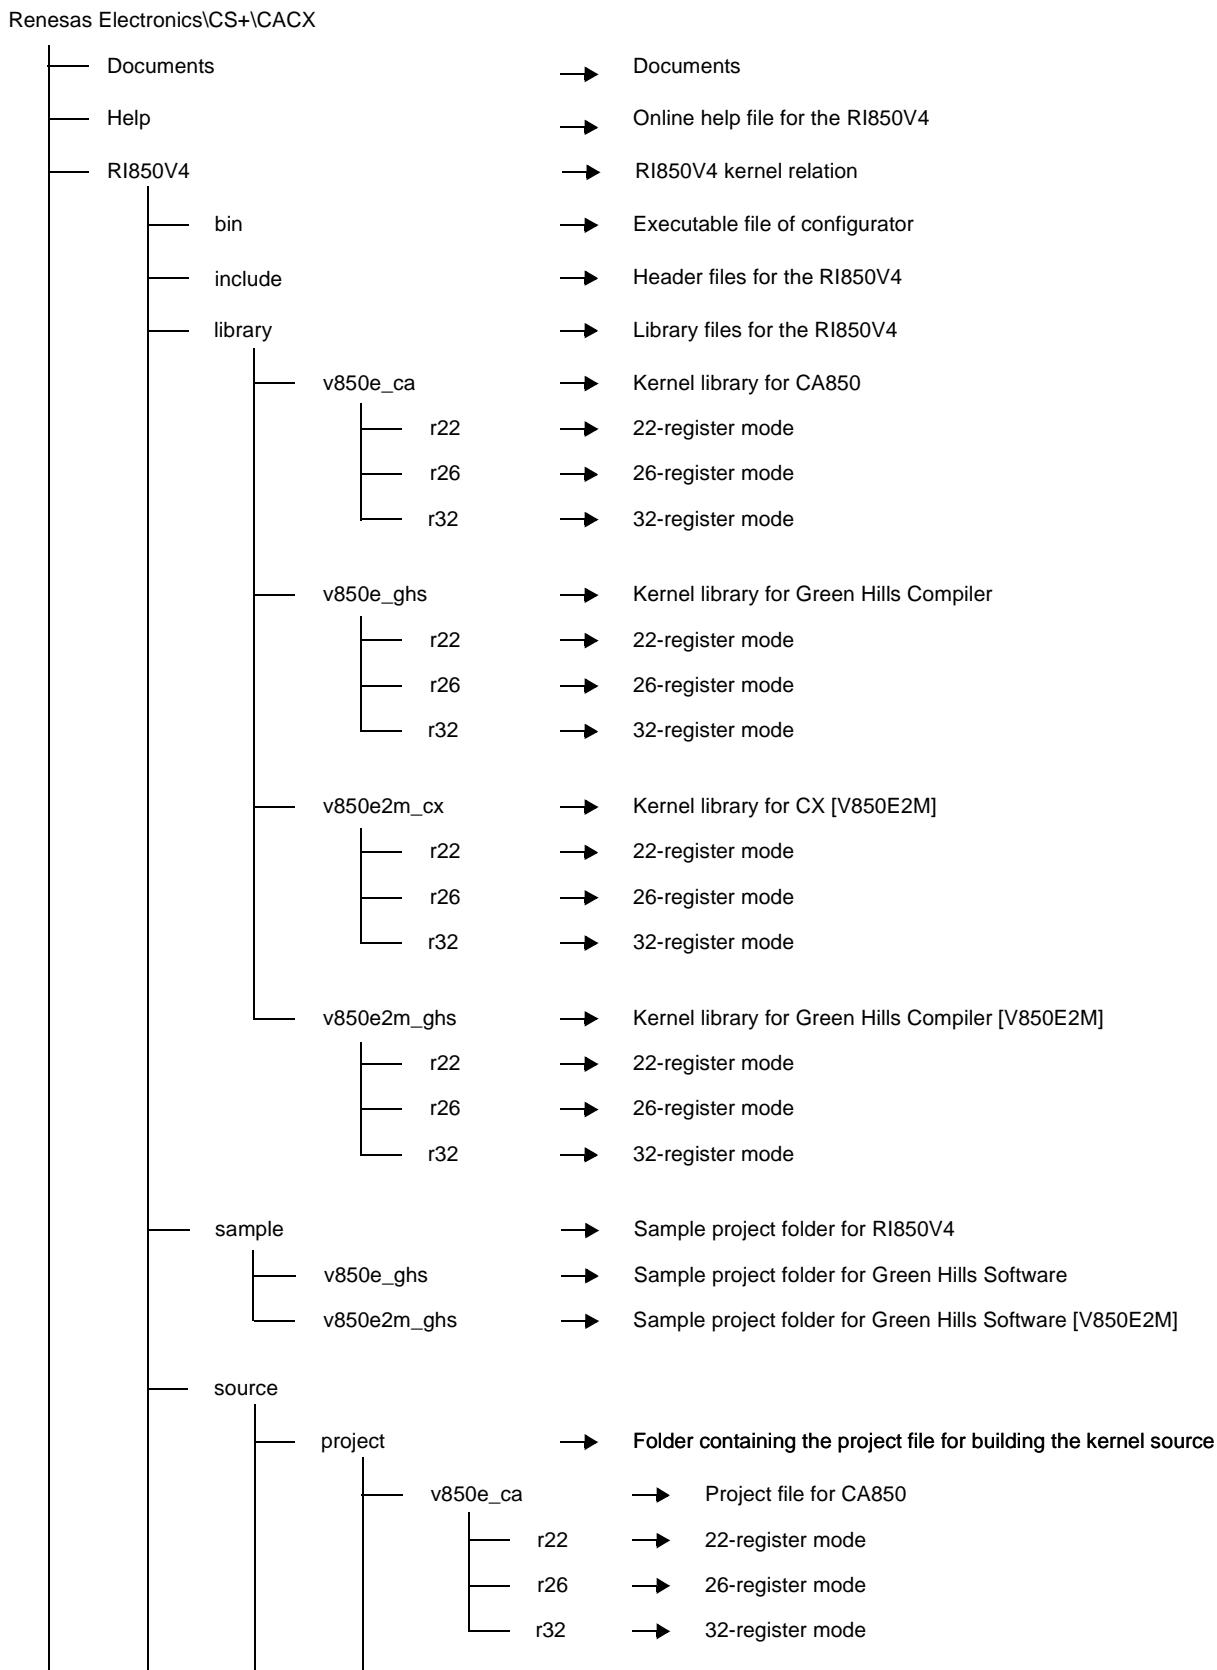 Renesas Electronics\CS+\CACX
Documents Documents
Help Online help file for the RI850V4
RI850V4 RI850V4 kernel relation
bin Executable file of configurator
include Header files for the RI850V4
library Library files for the RI850V4
v850e_ca Kernel library for CA850
r22 22-register mode
r26 26-register mode
r32 32-register mode
v850e_ghs Kernel library for Green Hills Compiler
r22 22-register mode
r26 26-register mode
r32 32-register mode
v850e2m_cx Kernel library for CX [V850E2M]
r22 22-register mode
r26 26-register mode
r32 32-register mode
v850e2m_ghs Kernel library for Green Hills Compiler [V850E2M]
r22 22-register mode
r26 26-register mode
r32 32-register mode
sample Sample project folder for RI850V4
v850e_ghs Sample project folder for Green Hills Software
v850e2m_ghs Sample project folder for Green Hills Software [V850E2M]
source
project Folder containing the project file for building the kernel source
v850e_ca Project file for CA850
r22 22-register mode
r26 26-register mode
r32 32-register mode